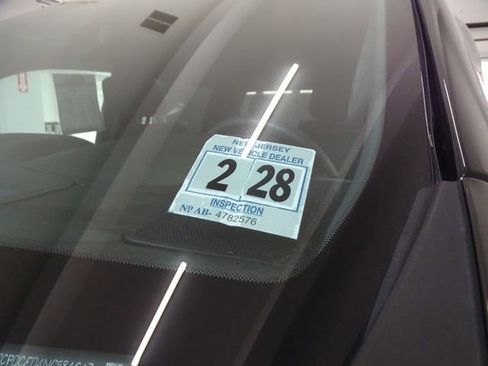 NEW JERSEY
NEW VEHICLE DEALER
2 28
INSPECTION
Nº AB- 4782576